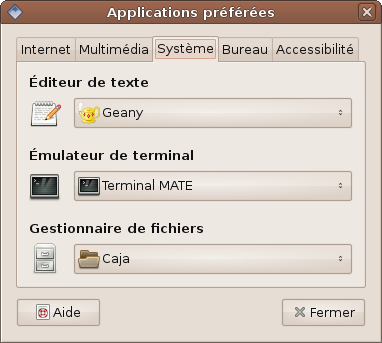 Applications préférées
Internet Multimédia Système Bureau Accessibilité
Éditeur de texte
Geany
Émulateur de terminal
Terminal MATE
Gestionnaire de fichiers
Caja
Aide Fermer